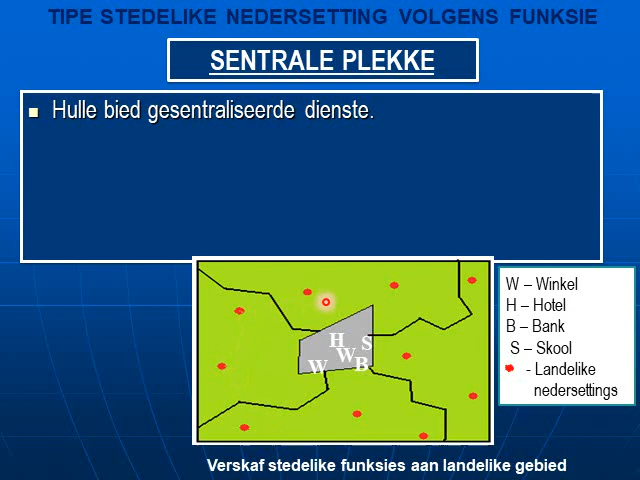 TIPE STEDELIKE NEDERSETTING VOLGENS FUNKSIE
SENTRALE PLEKKE
Hulle bied gesentraliseerde dienste.
H
S
W
W
B
W – Winkel
H – Hotel
B – Bank
S – Skool
- Landelike
nedersettings
Verskaf stedelike funksies aan landelike gebied